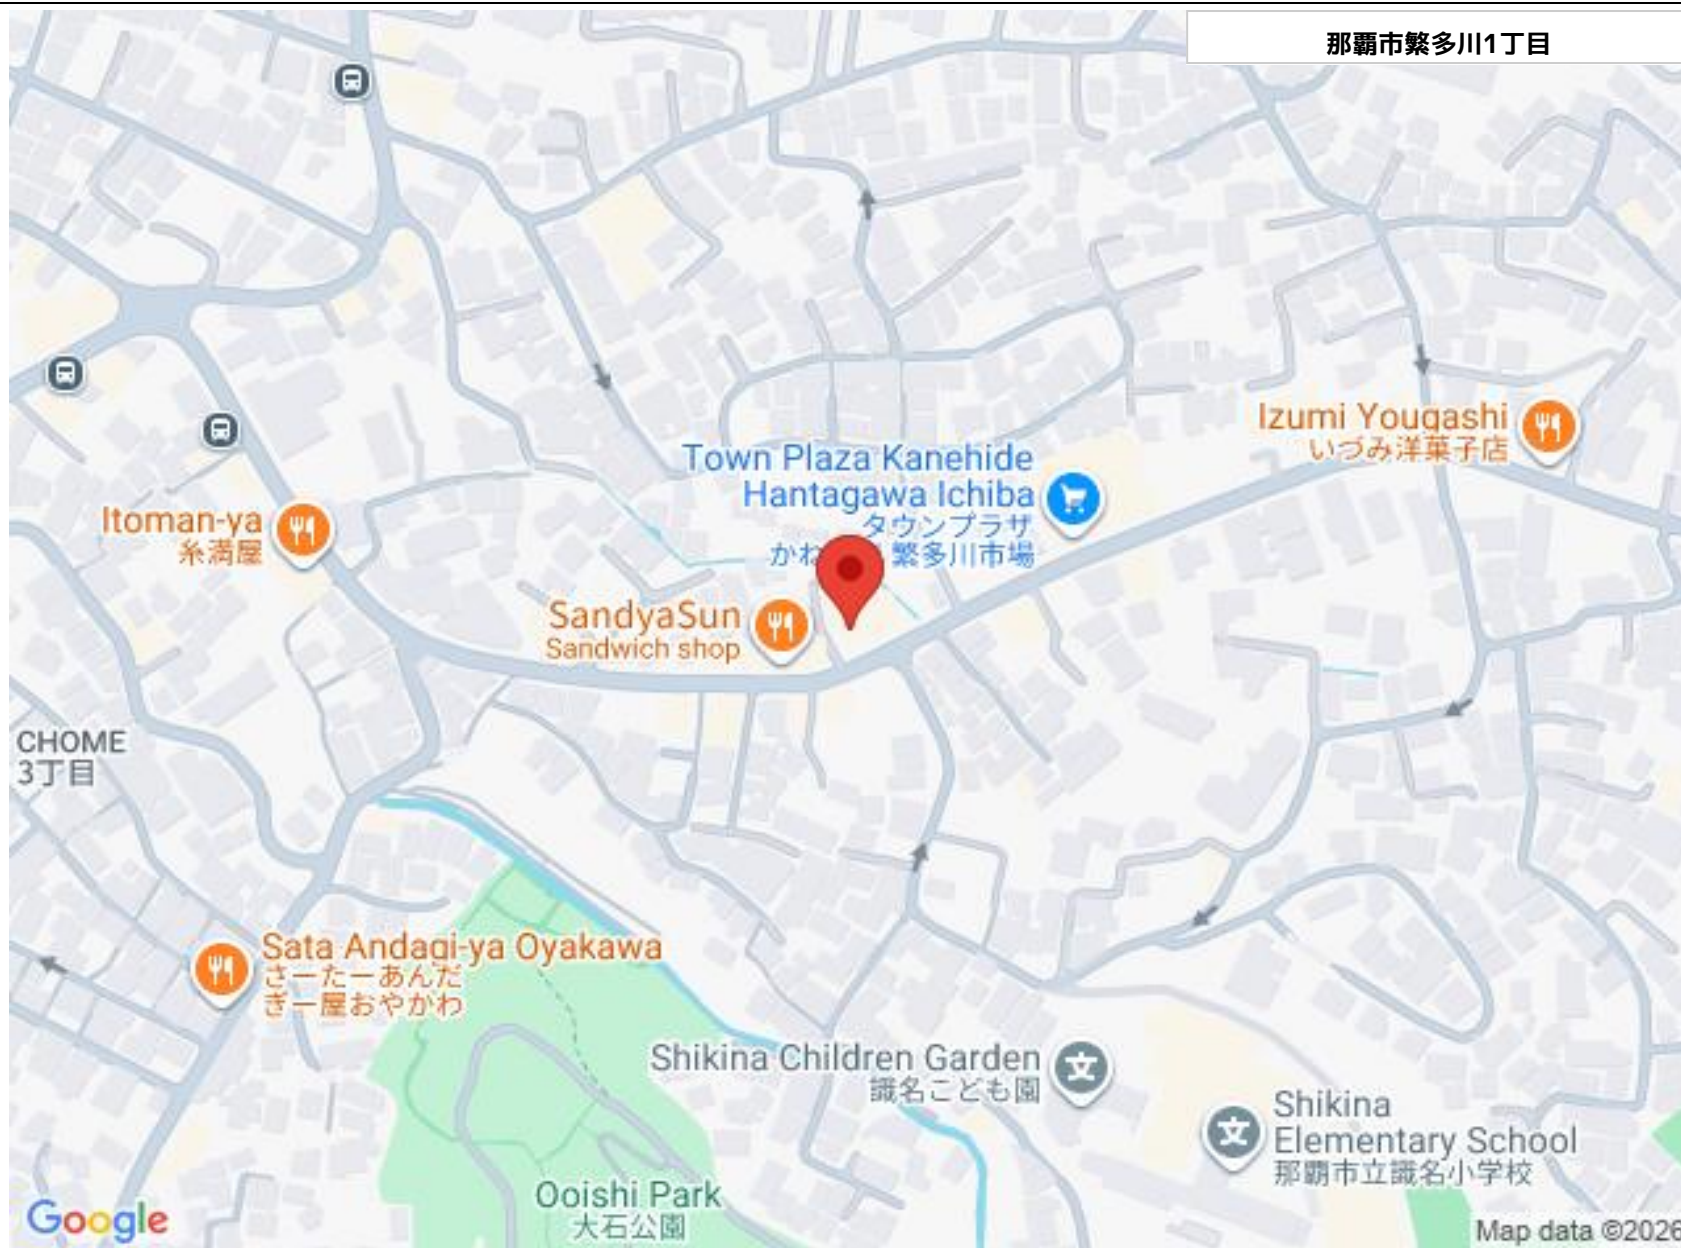 那覇市繁多川1丁目
Izumi Yougashi
いづみ洋菓子店
Town Plaza Kanehide
Hantagawa Ichiba
タウンプラザ
かね 繁多川市場
Itoman-ya
糸満屋
SandyaSun
Sandwich shop
CHOME
3丁目
Sata Andagi-ya Oyakawa
さーたーあんだ
ぎー屋おやかわ
Shikina Children Garden
識名こども園
Shikina
Elementary School
那覇市立識名小学校
Ooishi Park
大石公園
Google
Map data ©2026